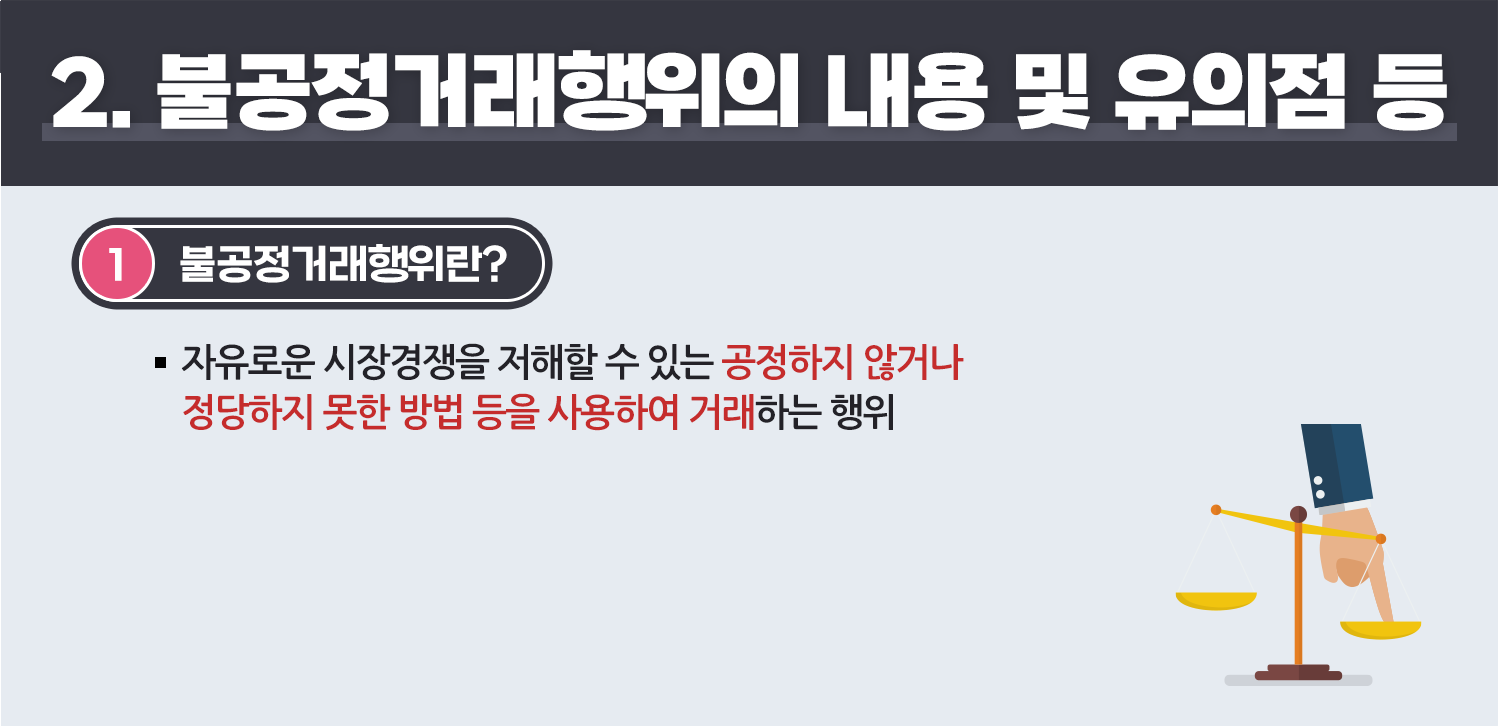 2. 불공정거래행위의 내용 및 유의점 등
1 불공정거래행위란?
▪ 자유로운 시장경쟁을 저해할 수 있는 공정하지 않거나
정당하지 못한 방법 등을 사용하여 거래하는 행위